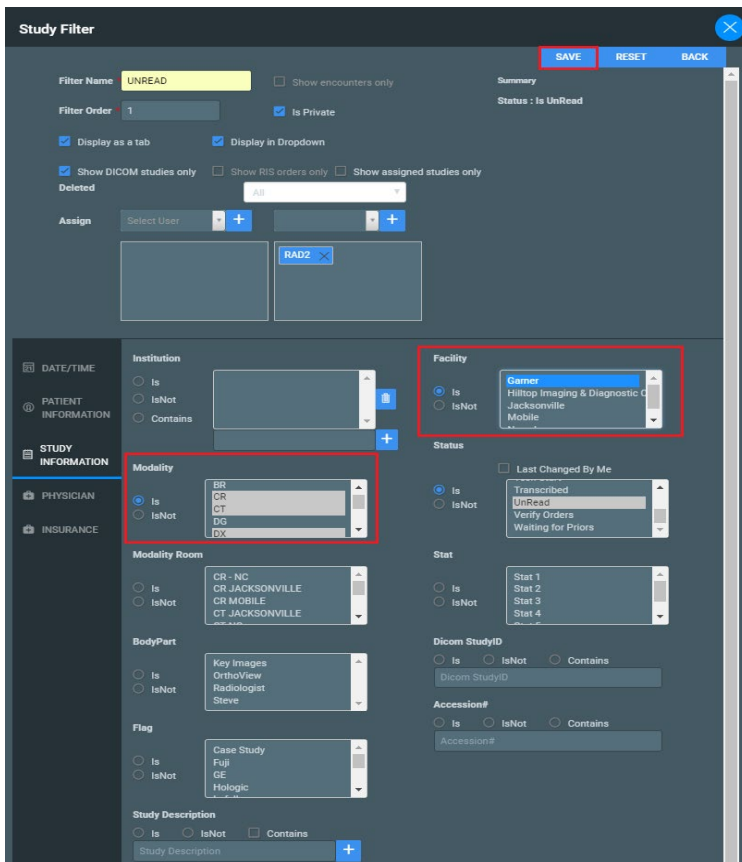 Study Filter
SAVE RESET BACK
Filter Name * UNREAD
Show encounters only
Summary
Filter Order * 1
Is Private
Status : Is UnRead
Display as a tab
Display in Dropdown
Show DICOM studies only
Show RIS orders only
Show assigned studies only
Deleted
All
Assign
Select User
+
+
RAD2
DATE/TIME
PATIENT
INFORMATION
STUDY
INFORMATION
PHYSICIAN
INSURANCE
Institution
Is
IsNot
Contains
+
Facility
Is
IsNot
Garner
Hilltop Imaging & Diagnostic C
Jacksonville
Mobile
Modality
Is
IsNot
BR
CR
CT
DG
DX
Status
Last Changed By Me
Is
IsNot
Transcribed
UnRead
Verify Orders
Waiting for Priors
Modality Room
Is
IsNot
CR - NC
CR JACKSONVILLE
CR MOBILE
CT JACKSONVILLE
Stat
Is
IsNot
Stat 1
Stat 2
Stat 3
Stat 4
BodyPart
Is
IsNot
Key Images
OrthoView
Radiologist
Steve
Dicom StudyID
Is IsNot Contains
Dicom StudyID
Accession#
Is IsNot Contains
Accession#
Flag
Is
IsNot
Case Study
Fuji
GE
Hologic
Study Description
Is IsNot Contains
Study Description
+